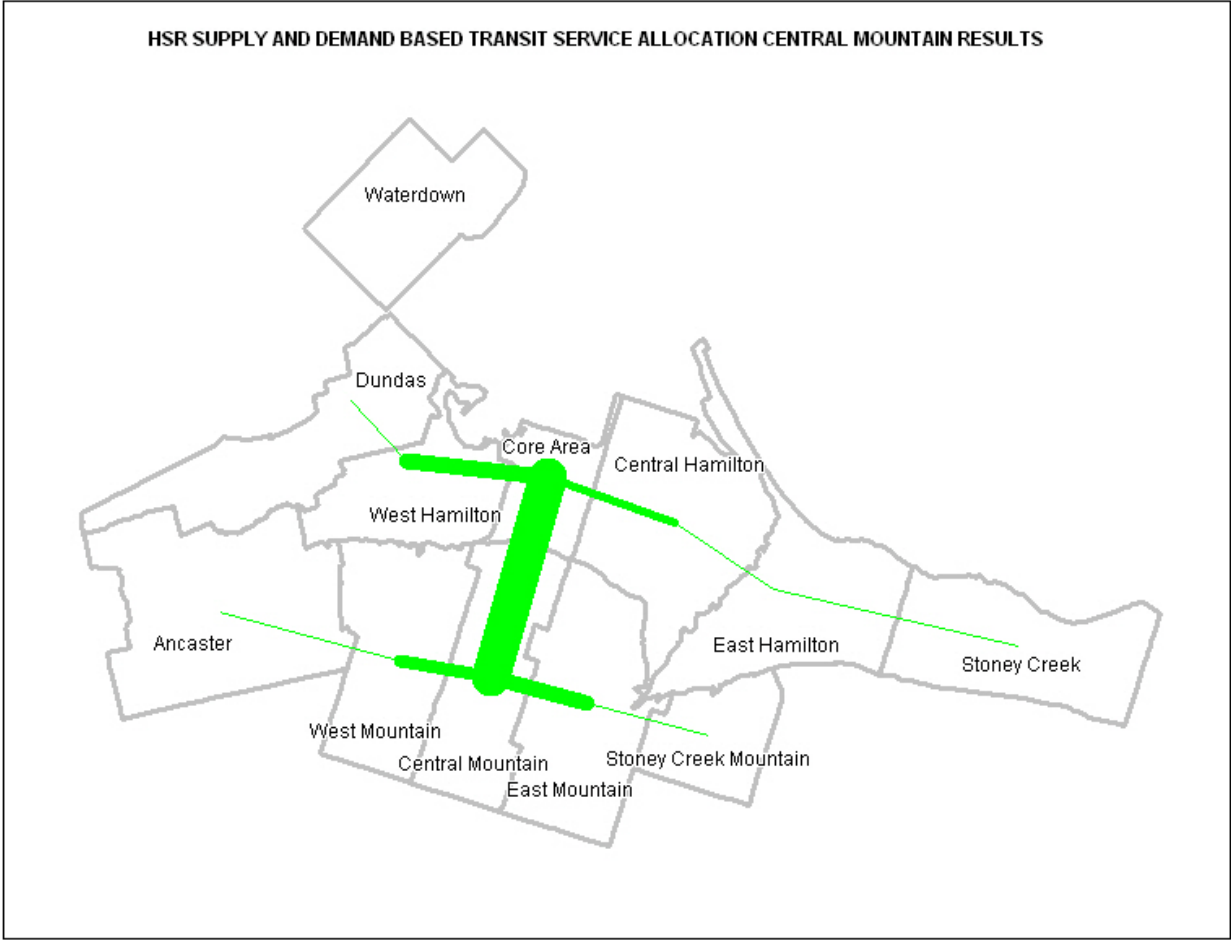 HSR SUPPLY AND DEMAND BASED TRANSIT SERVICE ALLOCATION CENTRAL MOUNTAIN RESULTS
Waterdown
Dundas
Core Area
Central Hamilton
West Hamilton
Ancaster
East Hamilton
Stoney Creek
West Mountain
Central Mountain
Stoney Creek Mountain
East Mountain